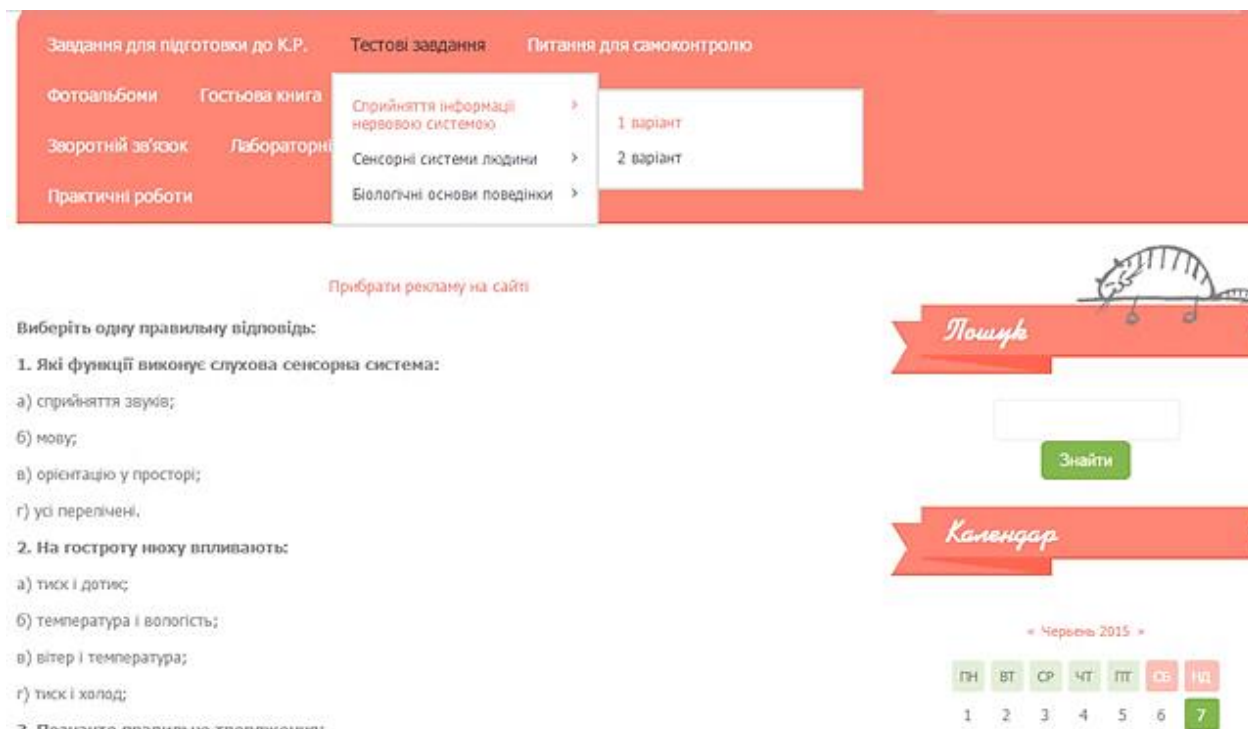 Завдання для підготовки до К.Р. Тестові завдання Питання для самоконтролю
Фотоальбоми Гостьова книга
Зворотній зв'язок Лабораторні
Практичні роботи
Сприйняття інформації
нервовою системою
Сенсорні системи людини
Біологічні основи поведінки
1 варіант
2 варіант
Прибрати рекламу на сайті
Виберіть одну правильну відповідь:
1. Які функції виконує слухова сенсорна система:
а) сприйняття звуків;
б) мову;
в) орієнтацію у просторі;
г) усі перелічені.
2. На гостроту нюху впливають:
а) тиск і дотик;
б) температура і вологість;
в) вітер і температура;
г) тиск і холод;
Пошук
Знайти
Календар
« Червень 2015 »
ПН ВТ СР ЧТ ПТ СБ НД
1 2 3 4 5 6 7